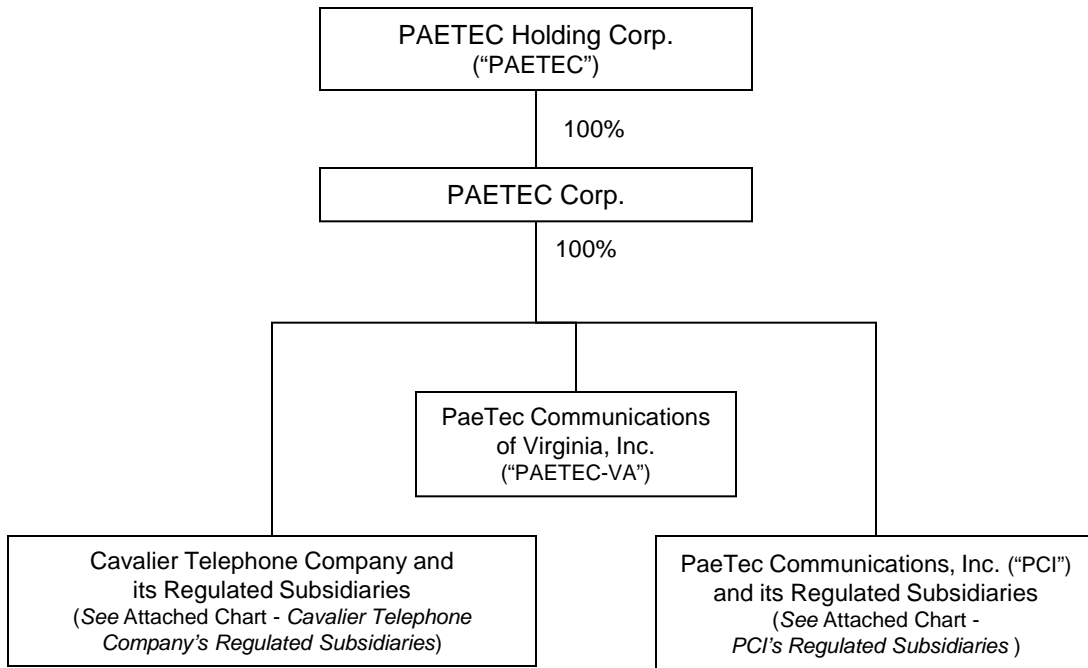 PAETEC Holding Corp.
(“PAETEC”)
100%
PAETEC Corp.
100%
PaeTec Communications
of Virginia, Inc.
(“PAETEC-VA”)
Cavalier Telephone Company and
its Regulated Subsidiaries
(See Attached Chart - Cavalier Telephone
Company’s Regulated Subsidiaries)
PaeTec Communications, Inc. (“PCI”)
and its Regulated Subsidiaries
(See Attached Chart -
PCI’s Regulated Subsidiaries )